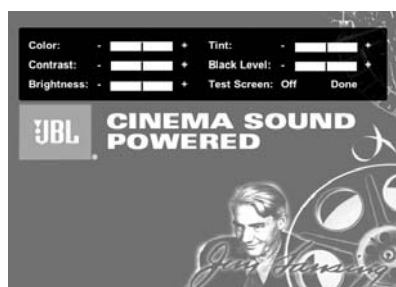 Color: - + Tint: - +
Contrast: - + Black Level: - +
Brightness: - + Test Screen: Off Done
JBL CINEMA SOUND
POWERED